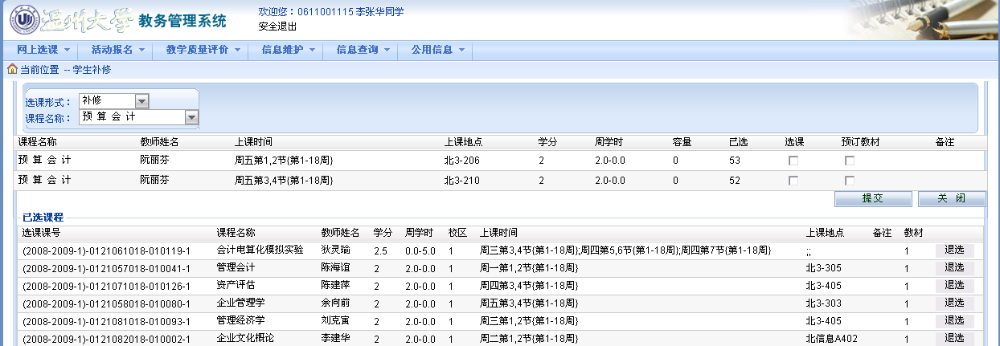 温州大学 教务管理系统
欢迎您：0611001115 李张华同学
安全退出
网上选课 活动报名 教学质量评价 信息维护 信息查询 公用信息
当前位置 -- 学生补修
选课形式： 补修
课程名称： 预 算 会 计
课程名称 教师姓名 上课时间 上课地点 学分 周学时 容量 已选 选课 预订教材 备注
预 算 会 计 阮丽芬 周五第1,2节{第1-18周} 北3-206 2 2.0-0.0 0 53
预 算 会 计 阮丽芬 周五第3,4节{第1-18周} 北3-210 2 2.0-0.0 0 52
提交 关 闭
已选课程
选课课号 课程名称 教师姓名 学分 周学时 校区 上课时间 上课地点 备注 教材
(2008-2009-1)-0121061018-010119-1 会计电算化模拟实验 狄灵瑜 2.5 0.0-5.0 1 周三第3,4节{第1-18周};周四第5,6节{第1-18周};周四第7节{第1-18周} ;; 1 退选
(2008-2009-1)-0121057018-010041-1 管理会计 陈海谊 2 2.0-0.0 1 周一第1,2节{第1-18周} 北3-305 1 退选
(2008-2009-1)-0121071018-010126-1 资产评估 陈建萍 2 2.0-0.0 1 周四第3,4节{第1-18周} 北3-405 1 退选
(2008-2009-1)-0121058018-010080-1 企业管理学 余向前 2 2.0-0.0 1 周五第3,4节{第1-18周} 北3-303 1 退选
(2008-2009-1)-0121081018-010093-1 管理经济学 刘克寅 2 2.0-0.0 1 周三第1,2节{第1-18周} 北3-405 1 退选
(2008-2009-1)-0121082018-010002-1 企业文化概论 李建华 2 2.0-0.0 1 周二第1,2节{第1-18周} 北信息A402 1 退选